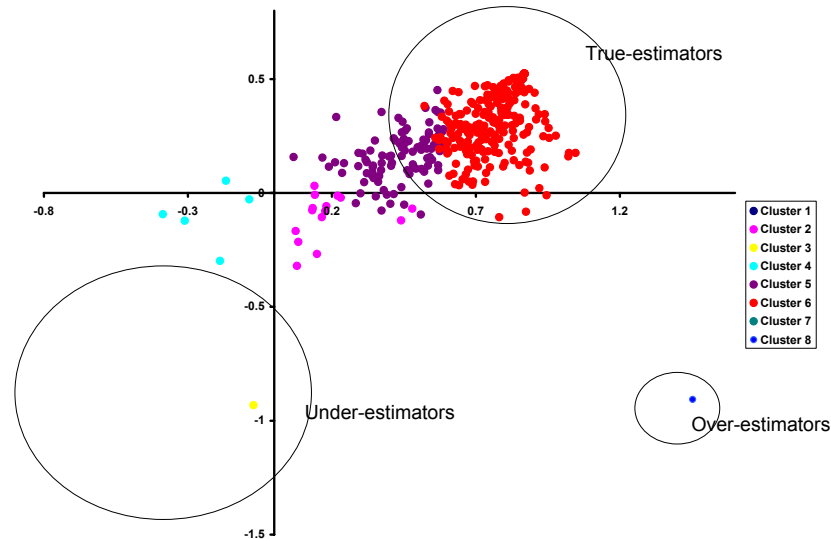 True-estimators
0.5
0
-0.8
-0.3
0.2
0.7
1.2
Cluster 1
Cluster 2
Cluster 3
Cluster 4
Cluster 5
Cluster 6
Cluster 7
Cluster 8
-0.5
Under-estimators
-1
Over-estimators
-1.5